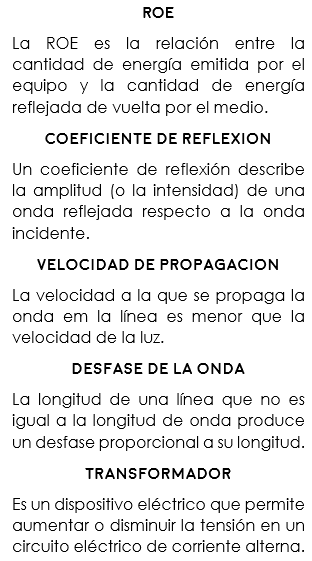 ROE
La ROE es la relación entre la
cantidad de energía emitida por el
equipo y la cantidad de energía
reflejada de vuelta por el medio.
COEFICIENTE DE REFLEXION
Un coeficiente de reflexión describe
la amplitud (o la intensidad) de una
onda reflejada respecto a la onda
incidente.
VELOCIDAD DE PROPAGACION
La velocidad a la que se propaga la
onda em la línea es menor que la
velocidad de la luz.
DESFASE DE LA ONDA
La longitud de una línea que no es
igual a la longitud de onda produce
un desfase proporcional a su longitud.
TRANSFORMADOR
Es un dispositivo eléctrico que permite
aumentar o disminuir la tensión en un
circuito eléctrico de corriente alterna.